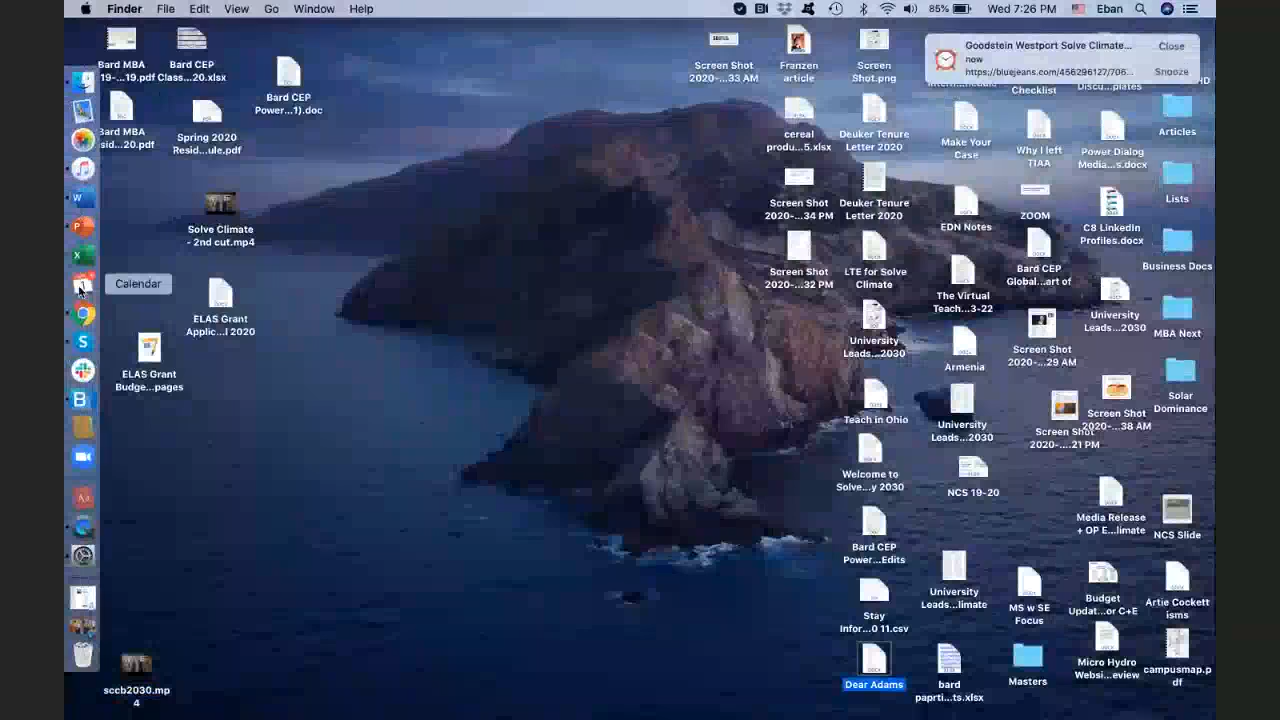 Finder File Edit View Go Window Help
85% Wed 7:26 PM Eban
Goodstein Westport Solve Climate...
now
https://bluejeans.com/456296127/706...
Close
Snooze
Bard MBA
19-...19.pdf
Bard CEP
Class...20.xlsx
Bard CEP
Power...1).doc
Bard MBA
sid...20.pdf
Spring 2020
Resid...ule.pdf
Solve Climate
- 2nd cut.mp4
Calendar
ELAS Grant
Applic...l 2020
ELAS Grant
Budge...pages
sccb2030.mp
4
Screen Shot
2020-...33 AM
Franzen
article
Screen
Shot.png
Checklist
Discu...plates
HD
cereal
produ...5.xlsx
Deuker Tenure
Letter 2020
Make Your
Case
Why I left
TIAA
Power Dialog
Media...s.docx
Articles
Screen Shot
2020-...34 PM
Deuker Tenure
Letter 2020
EDN Notes
ZOOM
C8 LinkedIn
Profiles.docx
Lists
Screen Shot
2020-...32 PM
LTE for Solve
Climate
The Virtual
Teach...3-22
Bard CEP
Global...art of
University
Leads...2030
Business Docs
University
Leads...2030
Armenia
Screen Shot
2020-...29 AM
MBA Next
Teach in Ohio
University
Leads...2030
Screen Shot
2020-....21 PM
Screen Shot
2020-...38 AM
Solar
Dominance
Welcome to
Solve...y 2030
NCS 19-20
Media Release
+ OP E...limate
NCS Slide
Bard CEP
Power...Edits
University
Leads...limate
MS w SE
Focus
Budget
Updat...or C+E
Artie Cockett
isms
Stay
Infor...0 11.csv
Dear Adams
bard
paprti...ts.xlsx
Masters
Micro Hydro
Websi...eview
campusmap.p
df